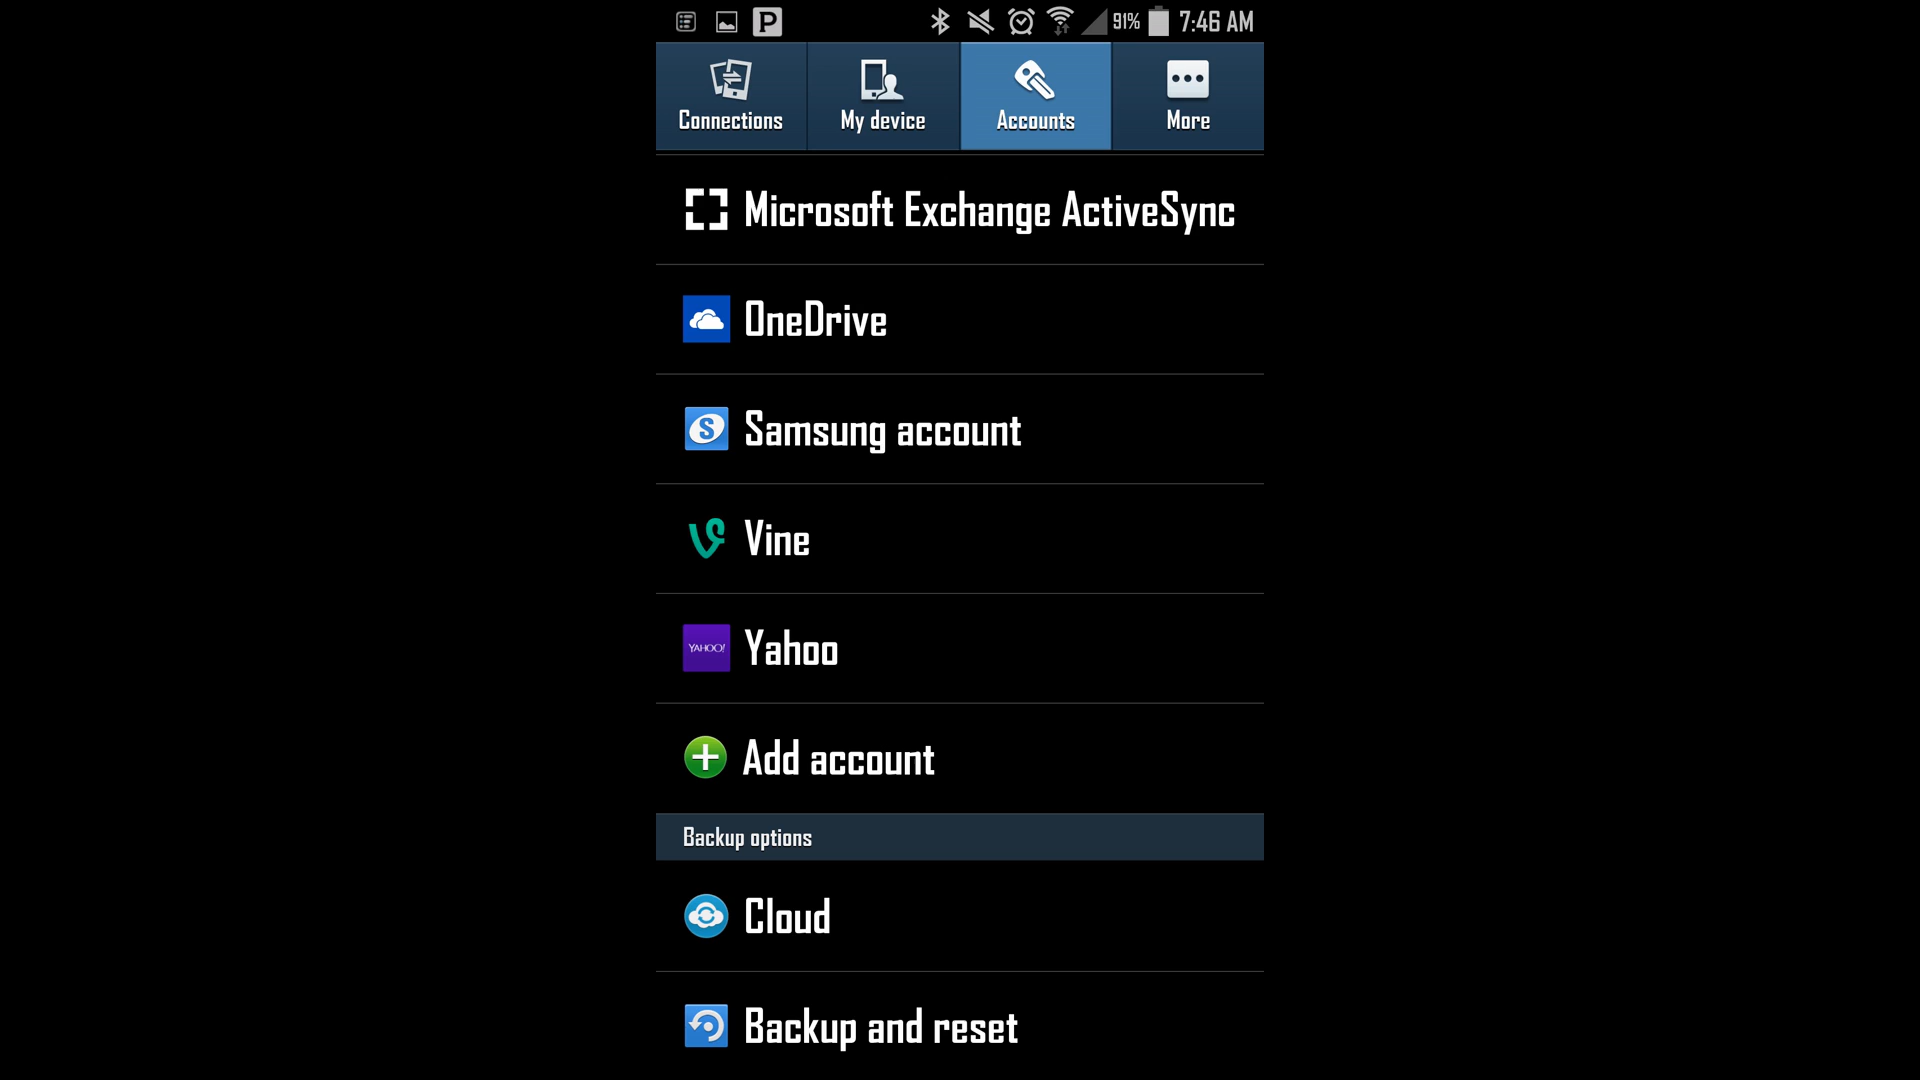 P 91% 7:46 AM
Connections My device Accounts More
Microsoft Exchange ActiveSync
OneDrive
S Samsung account
Vine
YAHOO! Yahoo
Add account
Backup options
Cloud
Backup and reset